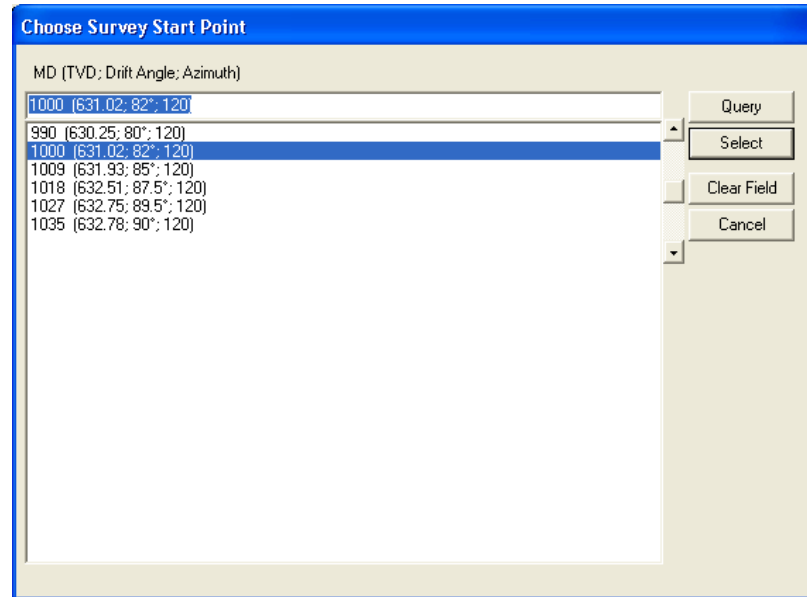 Choose Survey Start Point
MD (TVD; Drift Angle; Azimuth)
1000 (631.02; 82°; 120)
Query
990 (630.25; 80°; 120)
1000 (631.02; 82°; 120)
Select
1009 (631.93; 85°; 120)
1018 (632.51; 87.5°; 120)
Clear Field
1027 (632.75; 89.5°; 120)
1035 (632.78; 90°; 120)
Cancel